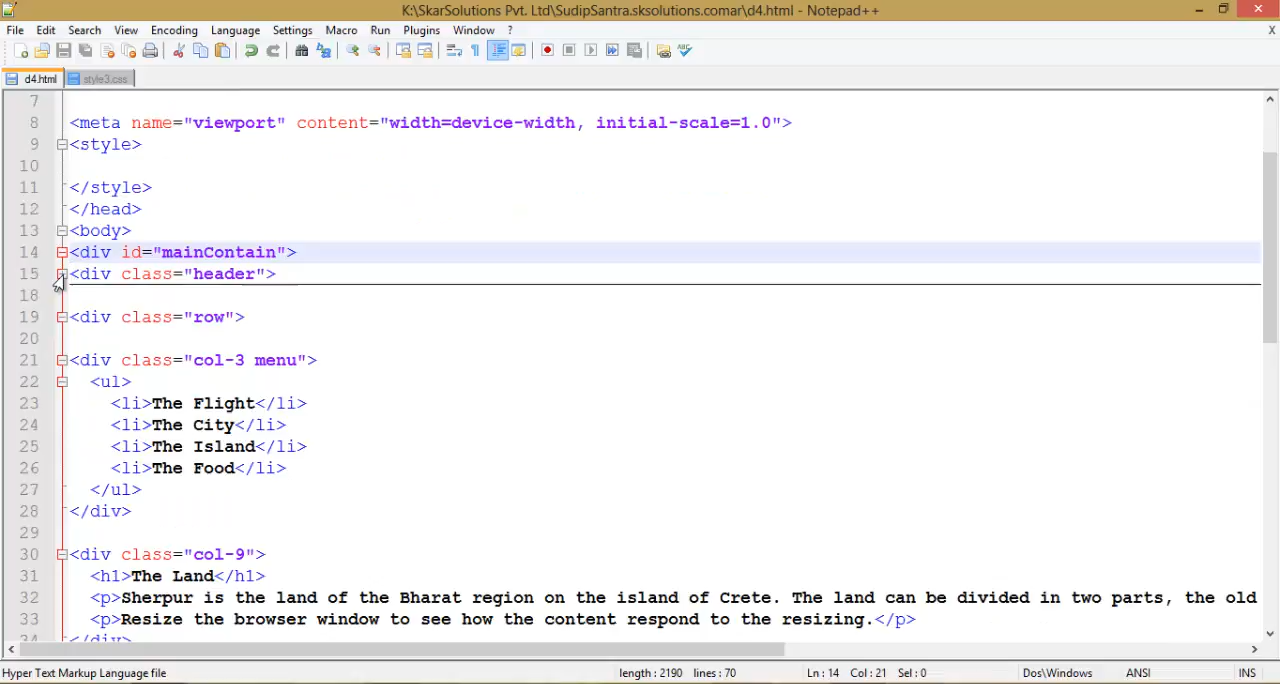 K:\SkarSolutions Pvt. Ltd\SudipSantra.sksolutions.comar\d4.html - Notepad++
File Edit Search View Encoding Language Settings Macro Run Plugins Window ? X
d4.html style3.css
7
8 <meta name="viewport" content="width=device-width, initial-scale=1.0">
9 <style>
10
11 </style>
12 </head>
13 <body>
14 <div id="mainContain">
15 <div class="header">
18
19 <div class="row">
20
21 <div class="col-3 menu">
22 <ul>
23 <li>The Flight</li>
24 <li>The City</li>
25 <li>The Island</li>
26 <li>The Food</li>
27 </ul>
28 </div>
29
30 <div class="col-9">
31 <h1>The Land</h1>
32 <p>Sherpur is the land of the Bharat region on the island of Crete. The land can be divided in two parts, the old
33 <p>Resize the browser window to see how the content respond to the resizing.</p>
34 </div>
Hyper Text Markup Language file length : 2190 lines : 70 Ln : 14 Col : 21 Sel : 0 Dos\Windows ANSI INS